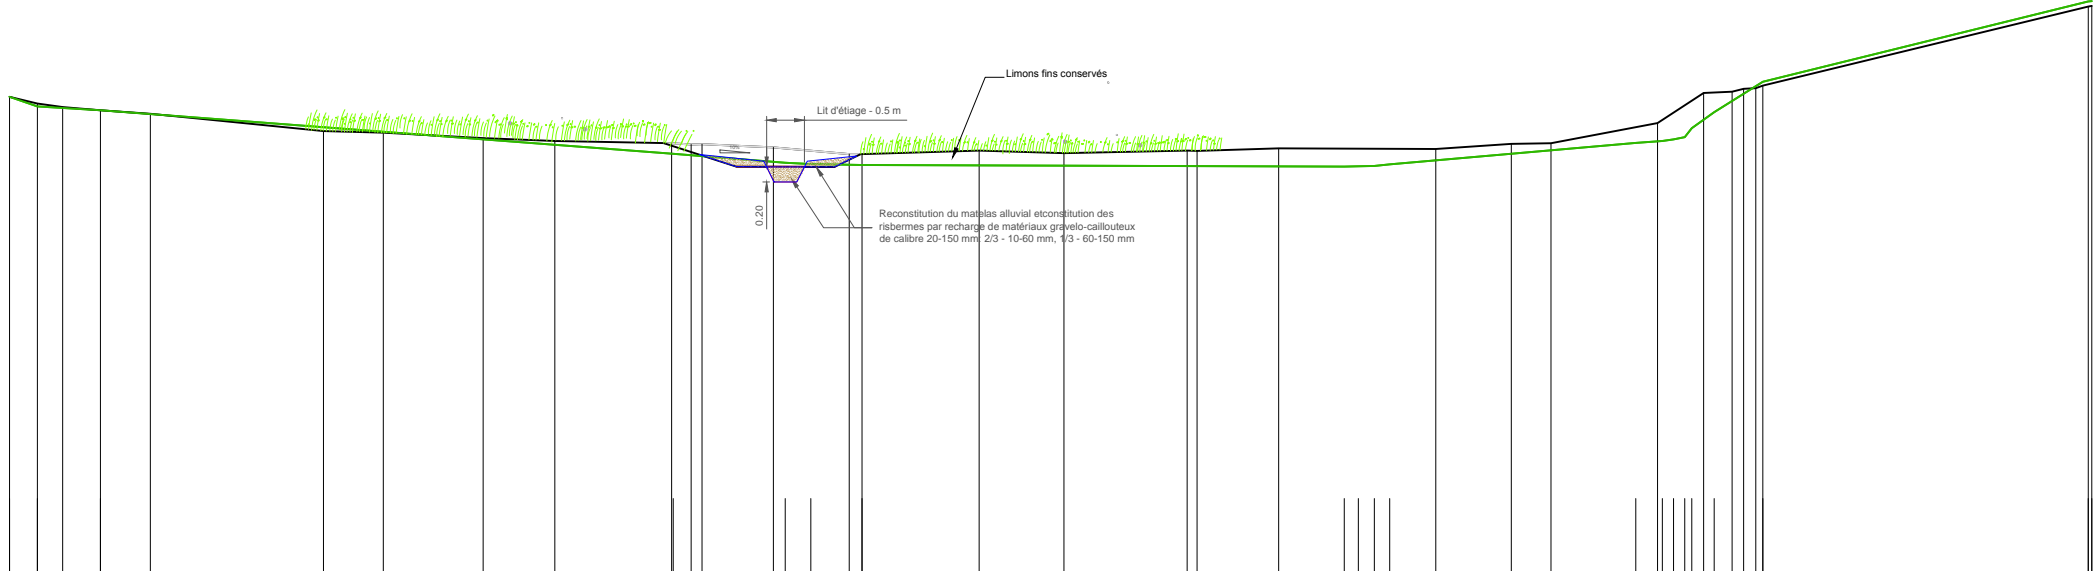 Limons fins conservés
Lit d'étiage - 0.5 m
0.20
Reconstitution du matelas alluvial etconstitution des
risbermes par recharge de matériaux gravelo-caillouteux
de calibre 20-150 mm: 2/3 - 10-60 mm, 1/3 - 60-150 mm